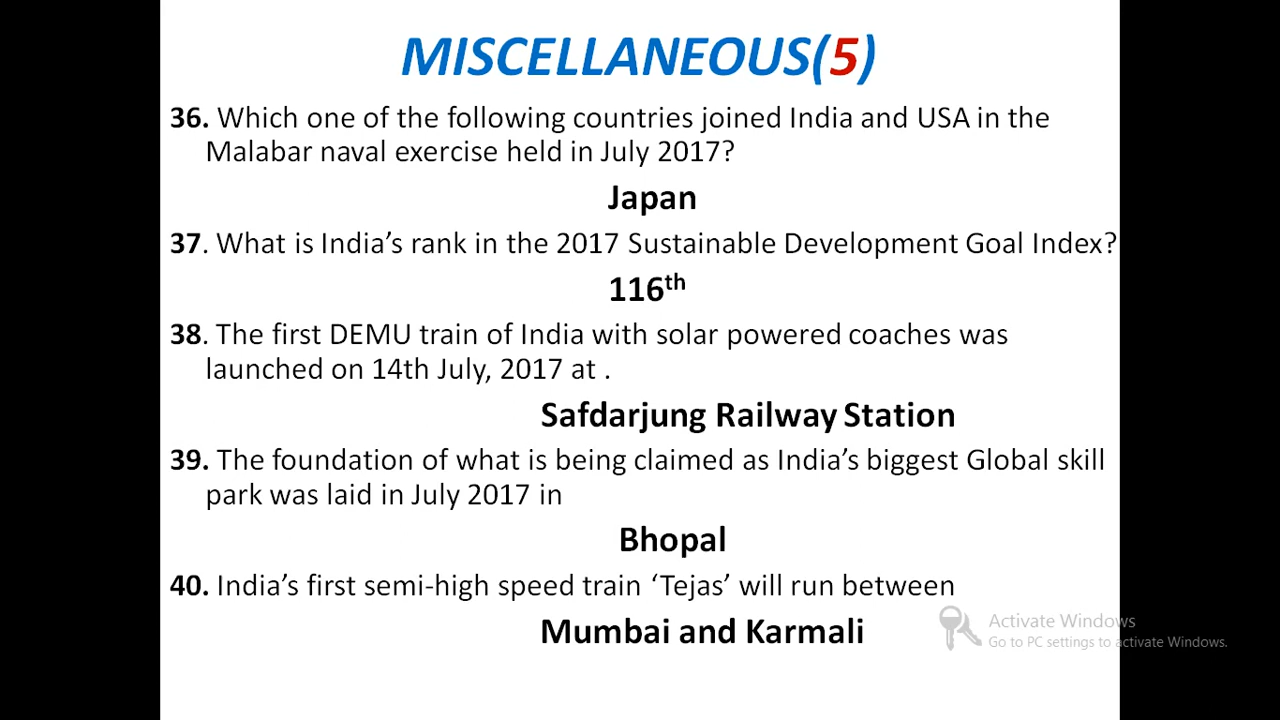 MISCELLANEOUS(5)
36. Which one of the following countries joined India and USA in the
Malabar naval exercise held in July 2017?
Japan
37. What is India’s rank in the 2017 Sustainable Development Goal Index?
116th
38. The first DEMU train of India with solar powered coaches was
launched on 14th July, 2017 at .
Safdarjung Railway Station
39. The foundation of what is being claimed as India’s biggest Global skill
park was laid in July 2017 in
Bhopal
40. India’s first semi-high speed train ‘Tejas’ will run between
Mumbai and Karmali
Activate Windows
Go to PC settings to activate Windows.